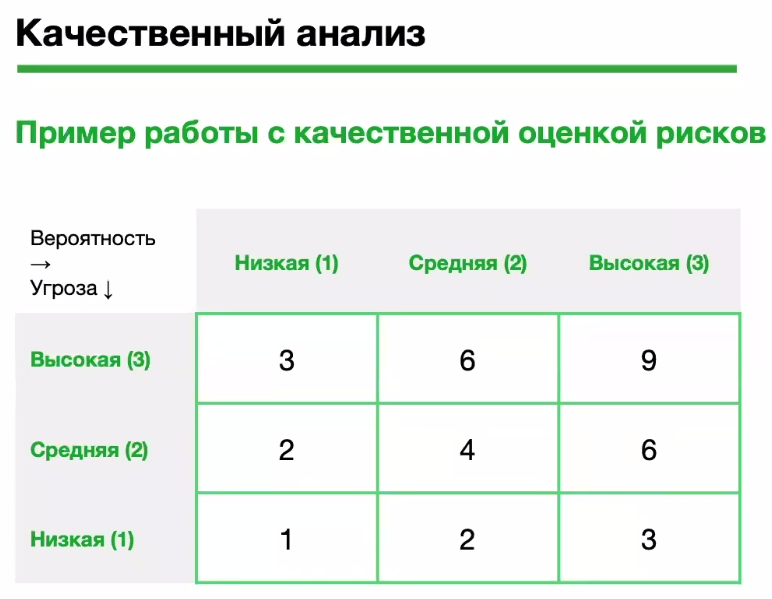 Качественный анализ
Пример работы с качественной оценкой рисков
Вероятность
→
Угроза ↓
Низкая (1) Средняя (2) Высокая (3)
Высокая (3) 3 6 9
Средняя (2) 2 4 6
Низкая (1) 1 2 3